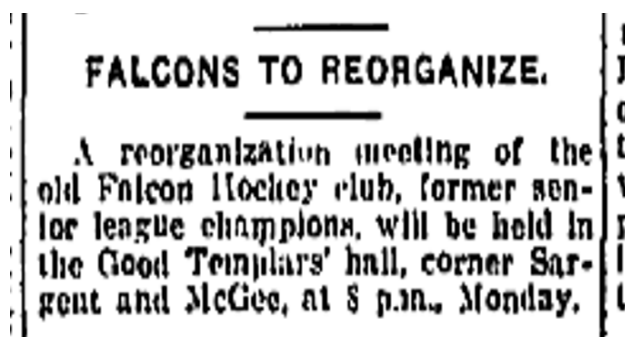 FALCONS TO REORGANIZE.
A reorganization meeting of the
old Falcon Hockey club, former sen-
ior league champions, will be held in
the Good Templars' hall, corner Sar-
gent and McGee, at 8 p.m., Monday.